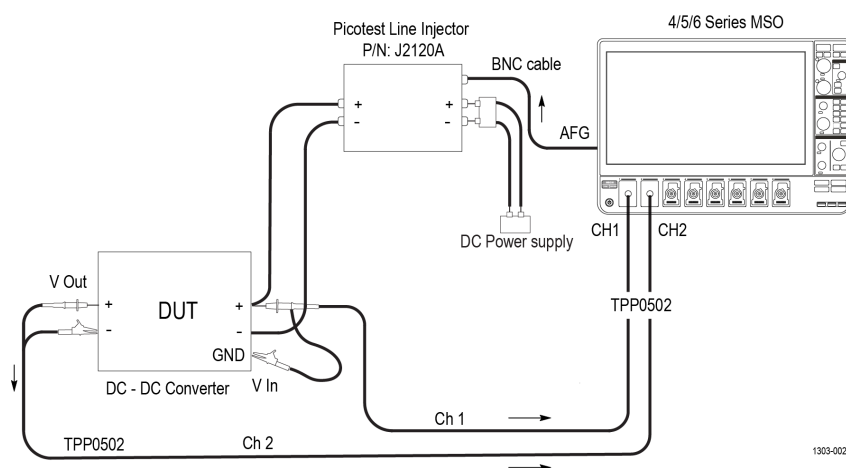 4/5/6 Series MSO
Picotest Line Injector
P/N: J2120A
BNC cable
+
+
-
-
AFG
DC Power supply
CH1
CH2
TPP0502
V Out
+
DUT
+
-
-
GND
DC - DC Converter
V In
Ch 1
TPP0502
Ch 2
1303-002